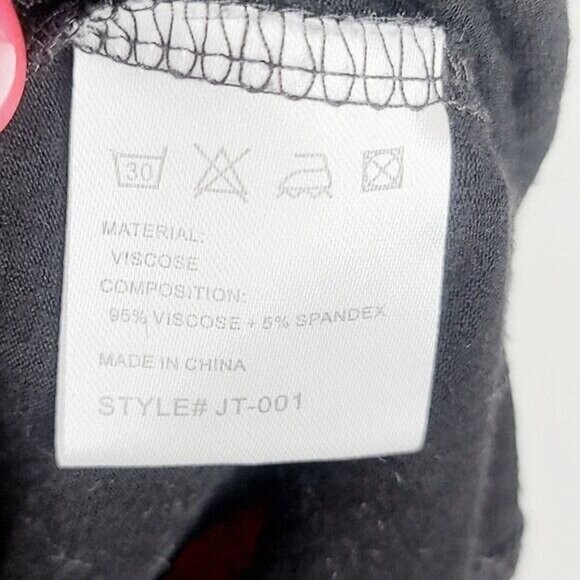 30
MATERIAL:
VISCOSE
COMPOSITION:
95% VISCOSE + 5% SPANDEX
MADE IN CHINA
STYLE# JT-001